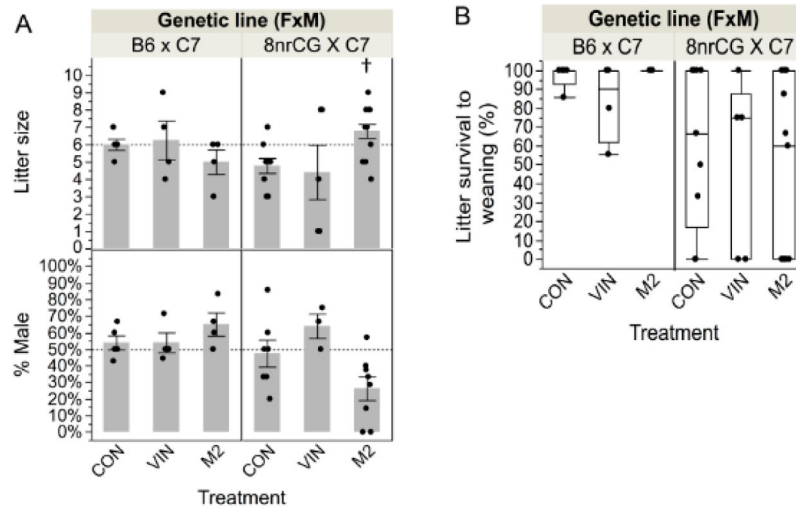 A
Genetic line (FxM)
B6 x C7
8nrCG X C7
†
Litter size
10
9
8
7
6
5
4
3
2
1
0
% Male
100%
90%
80%
70%
60%
50%
40%
30%
20%
10%
0%
CON
VIN
M2
CON
VIN
M2
Treatment
B
Genetic line (FxM)
B6 x C7
8nrCG X C7
Litter survival to
weaning (%)
100
90
80
70
60
50
40
30
20
10
0
CON
VIN
M2
CON
VIN
M2
Treatment